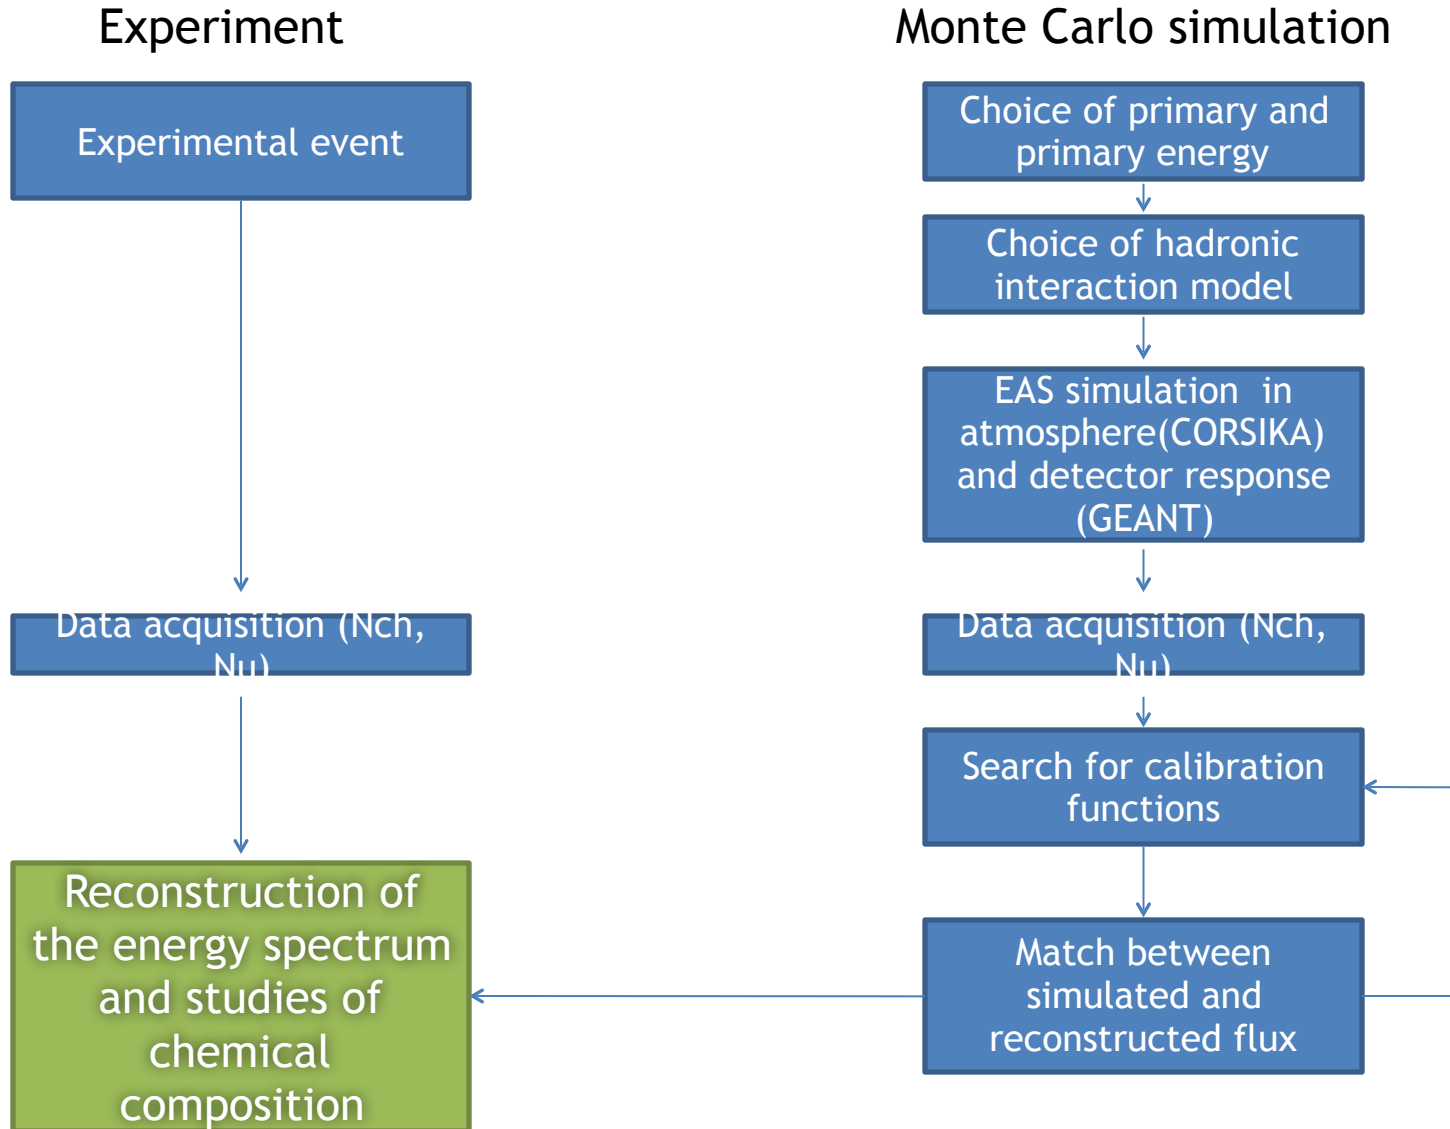 Experiment
Monte Carlo simulation
Experimental event
Data acquisition (Nch,
Nu)
Reconstruction of
the energy spectrum
and studies of
chemical
composition
Choice of primary and
primary energy
Choice of hadronic
interaction model
EAS simulation in
atmosphere(CORSIKA)
and detector response
(GEANT)
Data acquisition (Nch,
Nu)
Search for calibration
functions
Match between
simulated and
reconstructed flux